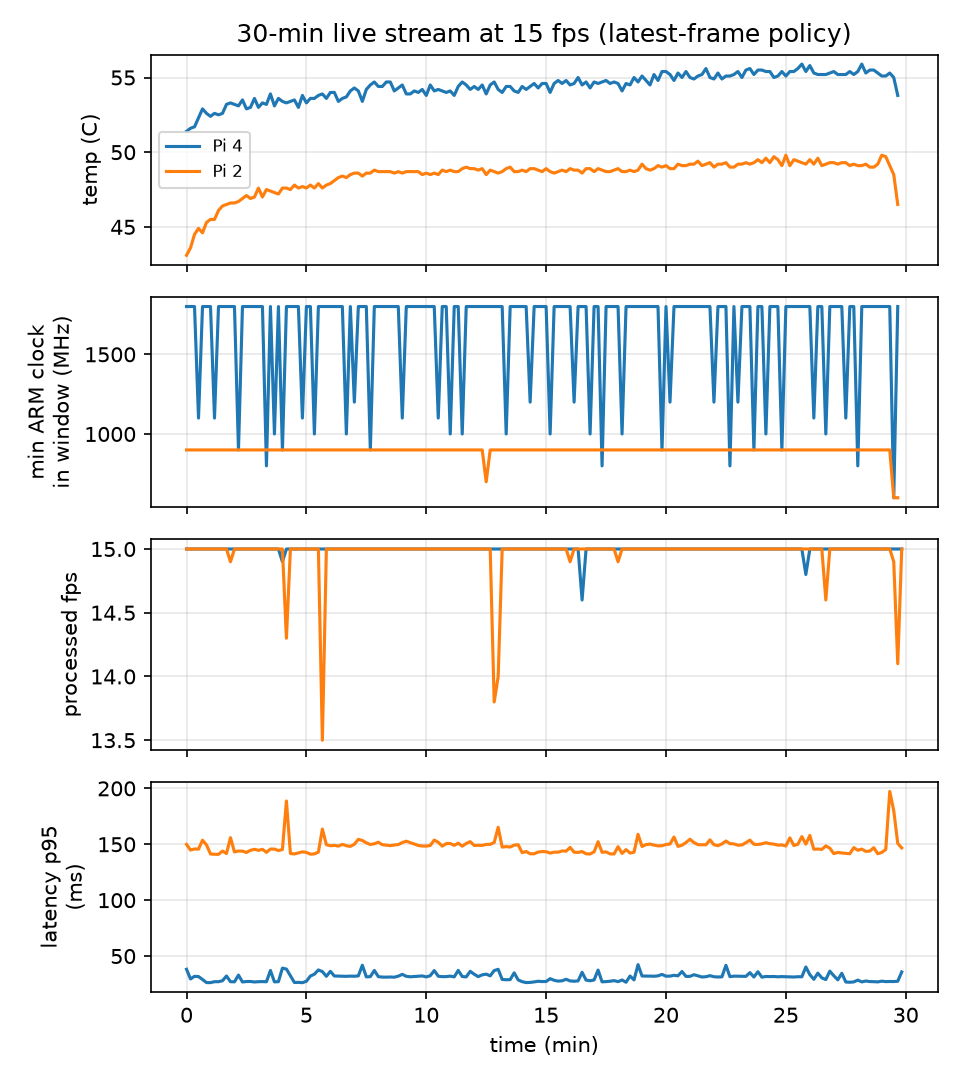 30-min live stream at 15 fps (latest-frame policy)
temp (C)
55
50
45
Pi 4
Pi 2
min ARM clock
in window (MHz)
1500
1000
processed fps
15.0
14.5
14.0
13.5
latency p95
(ms)
200
150
100
50
0
5
10
15
20
25
30
time (min)